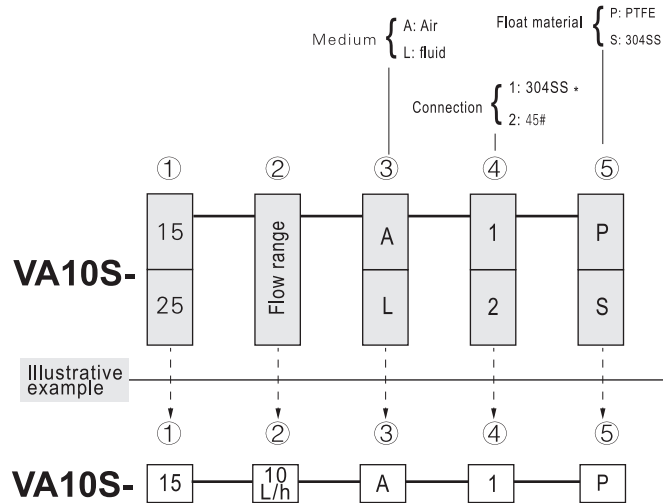 Medium { A: Air
L: fluid
Float material { P: PTFE
S: 304SS
Connection { 1: 304SS *
2: 45#
① ② ③ ④ ⑤
VA10S-
15 Flow range A 1 P
25 L 2 S
Illustrative
example
① ② ③ ④ ⑤
VA10S- 15 10 L/h A 1 P